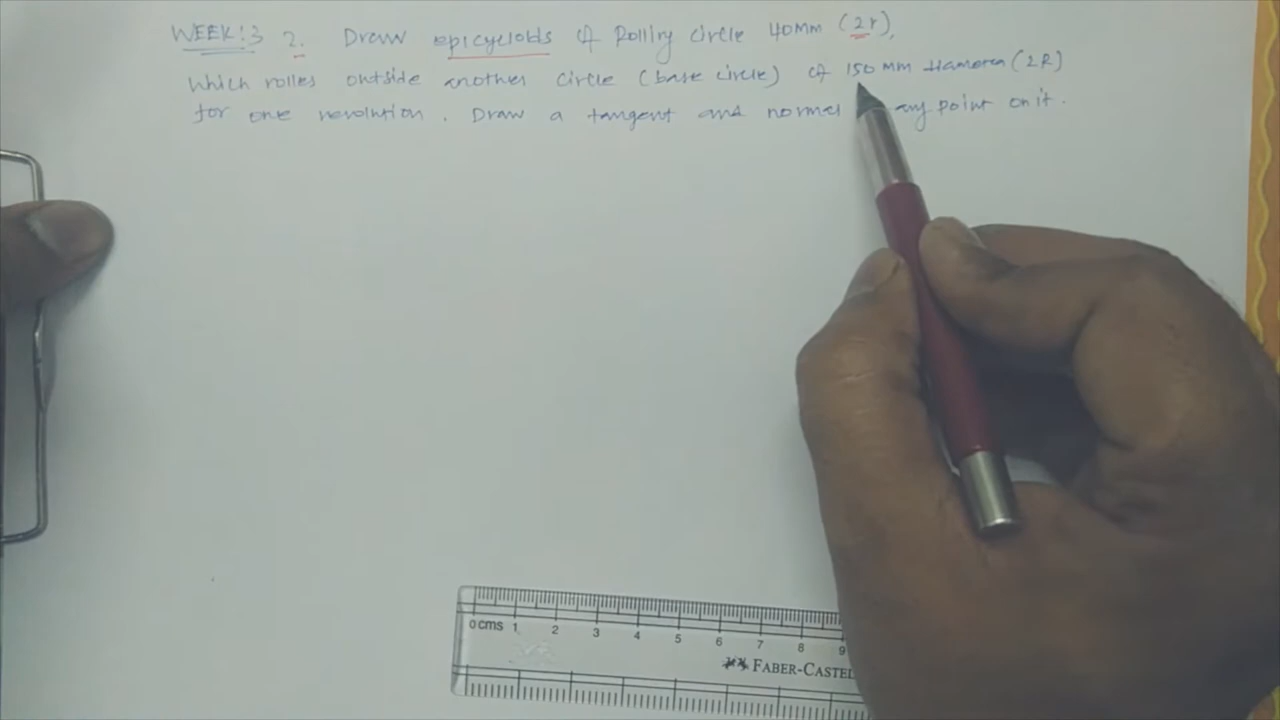 WEEK:3 2. Draw epicycloids of Rolling circle 40mm (2r),
which rolles outside another circle (base circle) of 150 mm diameter (2R)
for one revolution. Draw a tangent and normal any point on it.
0 cms 1 2 3 4 5 6 7 8 9
FABER-CASTEL